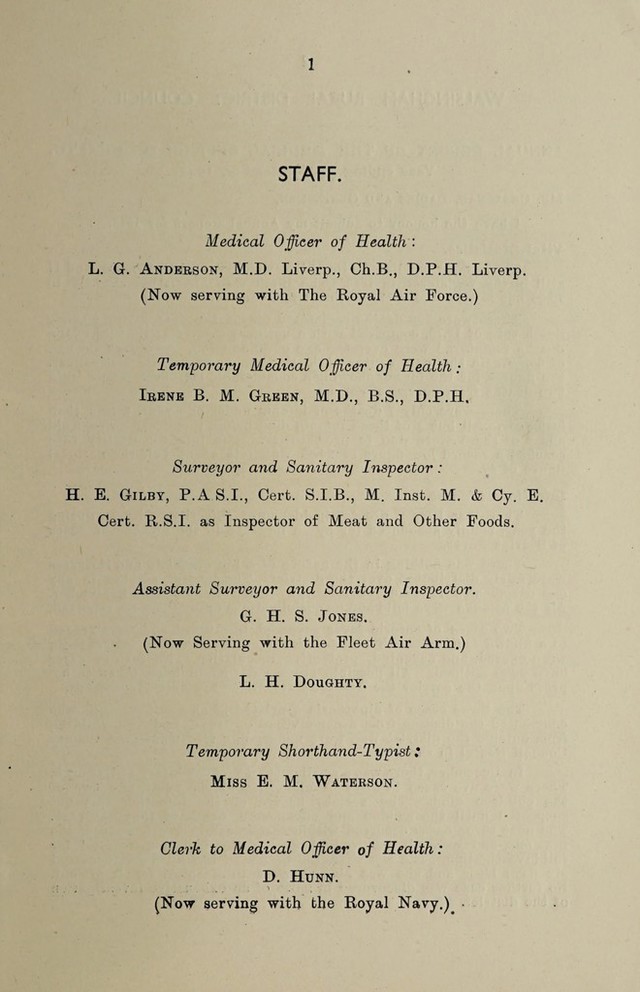 1
STAFF.
Medical Officer of Health :
L. G. Anderson, M.D. Liverp., Ch.B., D.P.H. Liverp.
(Now serving with The Royal Air Force.)
Temporary Medical Officer of Health :
Irene B. M. Green, M.D., B.S., D.P.H.
Surveyor and Sanitary Inspector :
H. E. Gilby, P.A S.I., Cert. S.I.B., M. Inst. M. & Cy. E.
Cert. R.S.I. as Inspector of Meat and Other Foods.
Assistant Surveyor and Sanitary Inspector.
G. H. S. Jones.
(Now Serving with the Fleet Air Arm.)
L. H. Doughty.
Temporary Shorthand-Typist :
Miss E. M. Waterson.
Clerk to Medical Officer of Health :
D. Hunn.
(Now serving with the Royal Navy.)